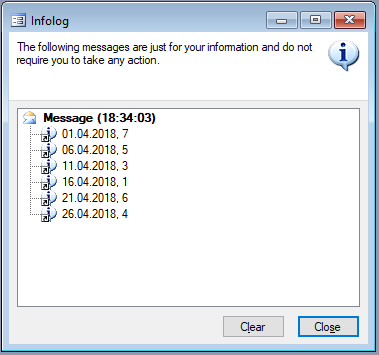 Infolog
The following messages are just for your information and do not
require you to take any action.
Message (18:34:03)
01.04.2018, 7
06.04.2018, 5
11.04.2018, 3
16.04.2018, 1
21.04.2018, 6
26.04.2018, 4
Clear
Close